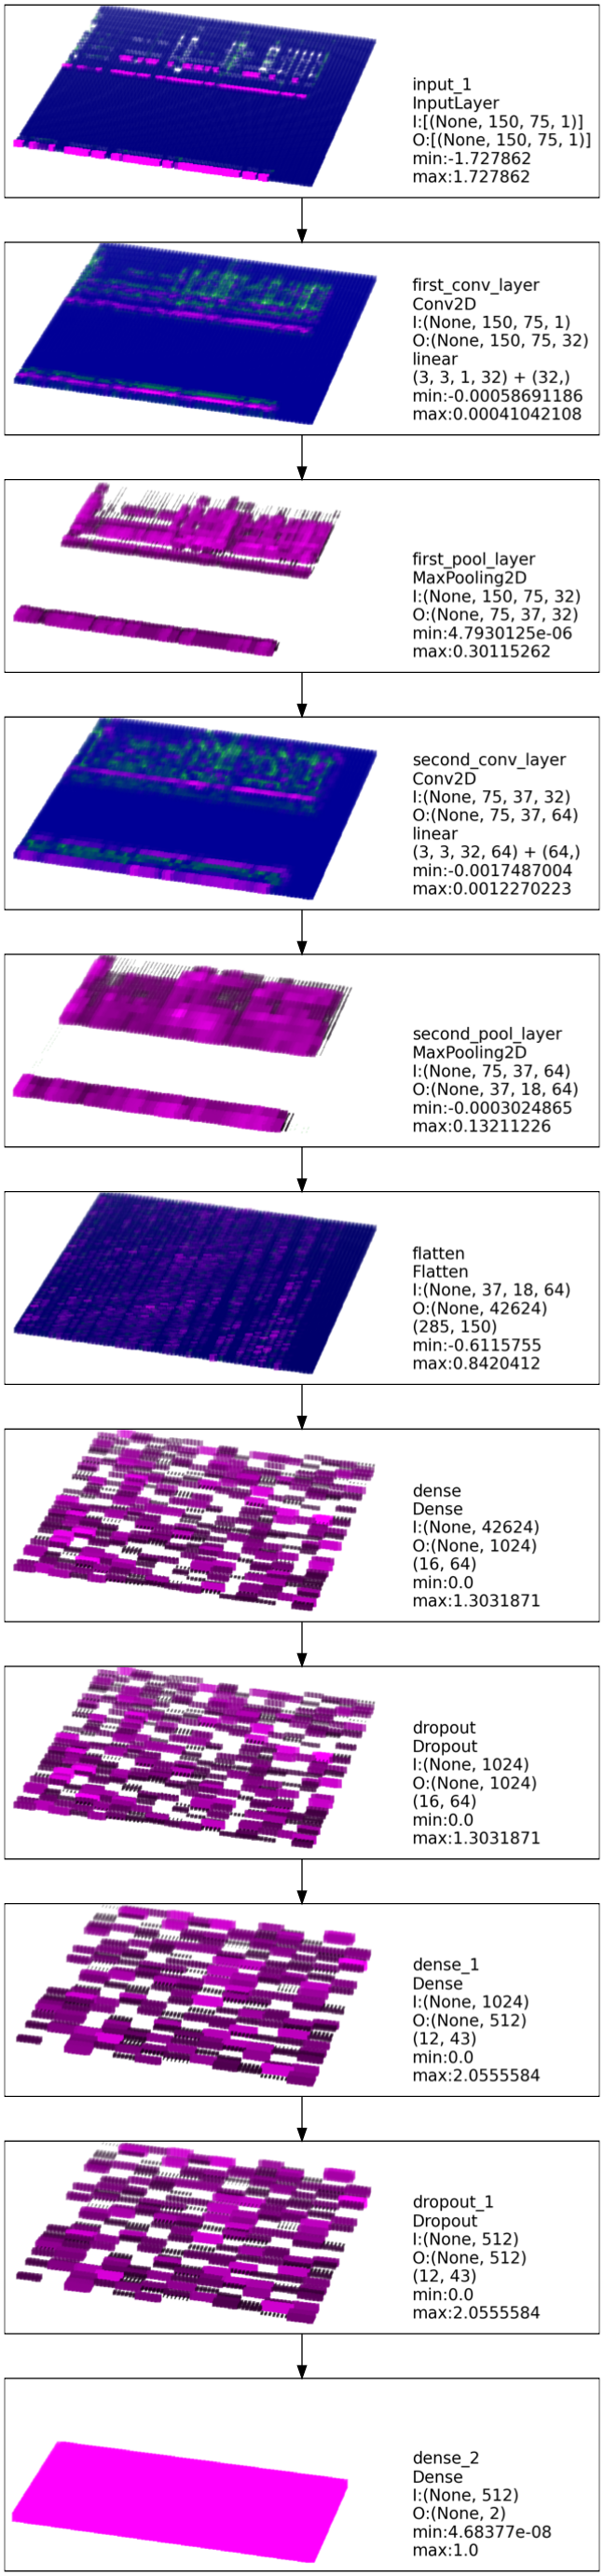 input_1
InputLayer
I:[(None, 150, 75, 1)]
O:[(None, 150, 75, 1)]
min:-1.727862
max:1.727862
first_conv_layer
Conv2D
I:(None, 150, 75, 1)
O:(None, 150, 75, 32)
linear
(3, 3, 1, 32) + (32,)
min:-0.00058691186
max:0.00041042108
first_pool_layer
MaxPooling2D
I:(None, 150, 75, 32)
O:(None, 75, 37, 32)
min:4.7930125e-06
max:0.30115262
second_conv_layer
Conv2D
I:(None, 75, 37, 32)
O:(None, 75, 37, 64)
linear
(3, 3, 32, 64) + (64,)
min:-0.0017487004
max:0.0012270223
second_pool_layer
MaxPooling2D
I:(None, 75, 37, 64)
O:(None, 37, 18, 64)
min:-0.0003024865
max:0.13211226
flatten
Flatten
I:(None, 37, 18, 64)
O:(None, 42624)
(285, 150)
min:-0.6115755
max:0.8420412
dense
Dense
I:(None, 42624)
O:(None, 1024)
(16, 64)
min:0.0
max:1.3031871
dropout
Dropout
I:(None, 1024)
O:(None, 1024)
(16, 64)
min:0.0
max:1.3031871
dense_1
Dense
I:(None, 1024)
O:(None, 512)
(12, 43)
min:0.0
max:2.0555584
dropout_1
Dropout
I:(None, 512)
O:(None, 512)
(12, 43)
min:0.0
max:2.0555584
dense_2
Dense
I:(None, 512)
O:(None, 2)
min:4.68377e-08
max:1.0